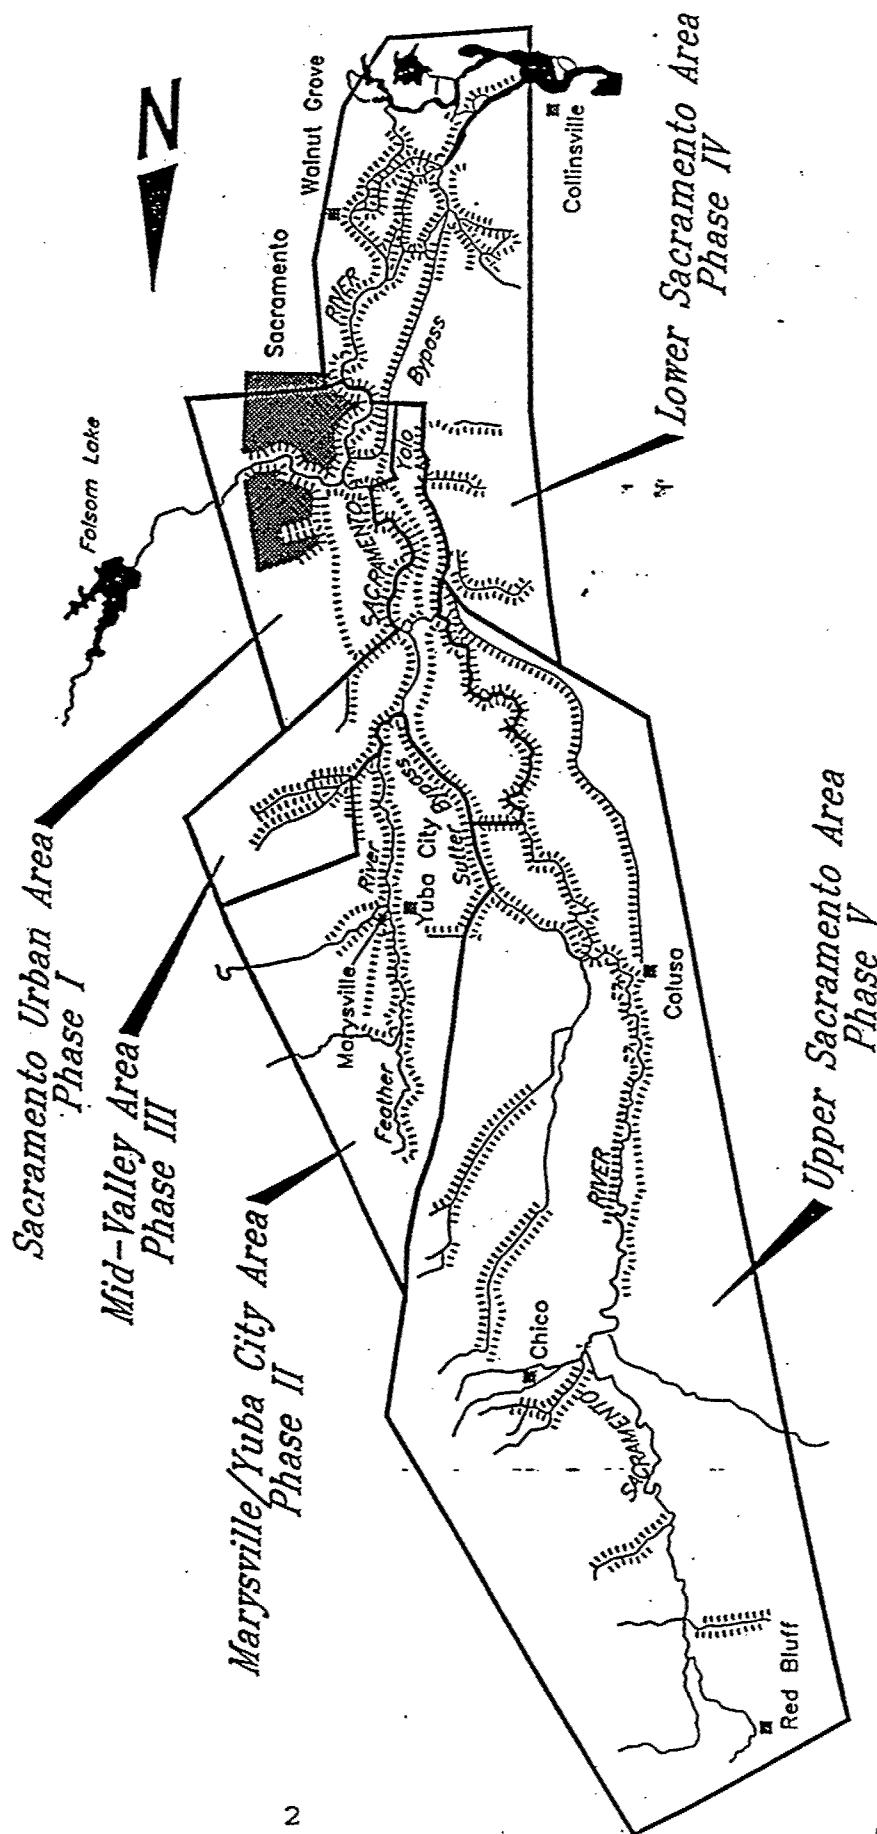 N
Folsom Lake
Sacramento
Walnut Grove
RIVER
Collinsville
Bypass
Yolo
Lower Sacramento Area
Phase IV
SACRAMENTO
Sacramento Urban Area
Phase I
Mid-Valley Area
Phase III
Marysville/Yuba City Area
Phase II
River
Bypass
Sutter
Yuba City
Marysville
Feather
Colusa
RIVER
Upper Sacramento Area
Phase V
Chico
SACRAMENTO
Red Bluff
2